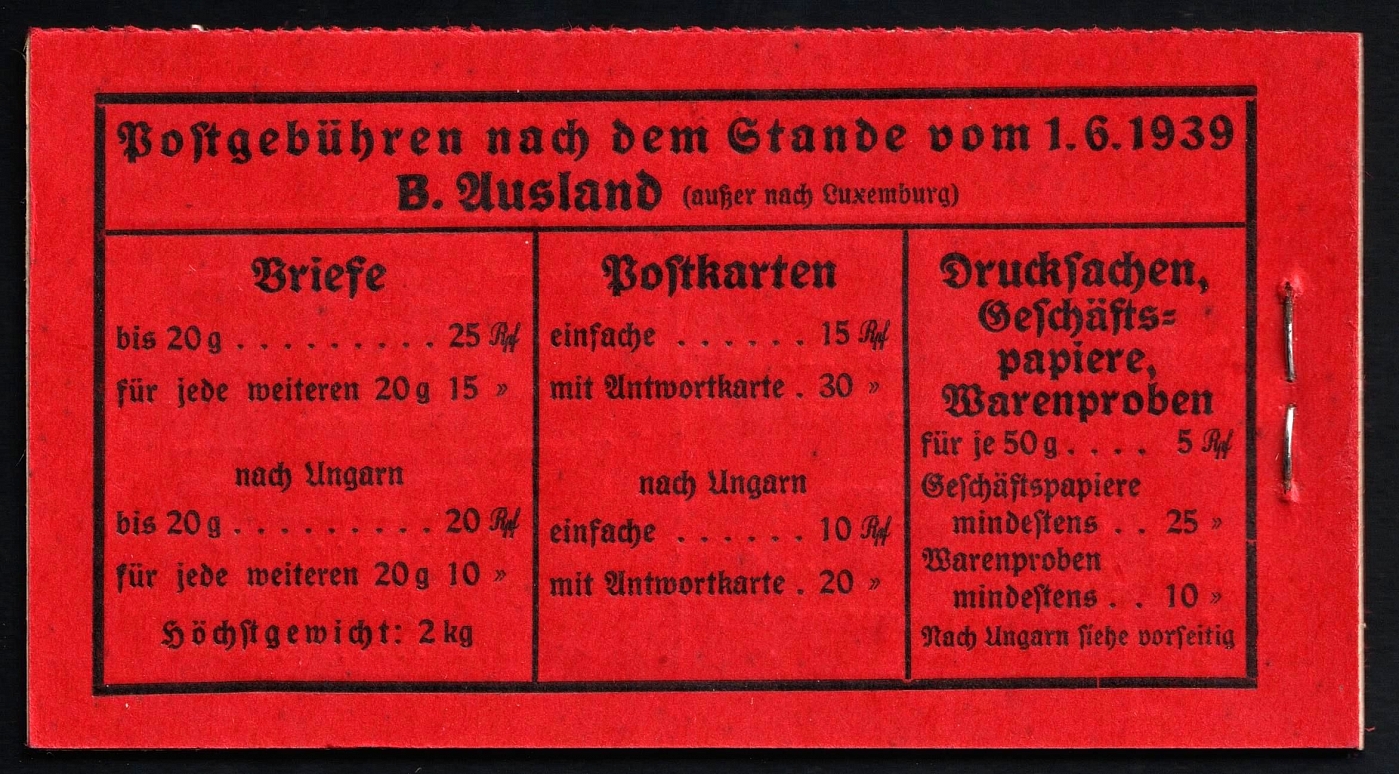 Postgebühren nach dem Stande vom 1.6.1939
B. Ausland (außer nach Luxemburg)
Briefe
bis 20 g . . . . . . . . . 25 Rpf
für jede weiteren 20 g 15 »
nach Ungarn
bis 20 g . . . . . . . . . 20 Rpf
für jede weiteren 20 g 10 »
Höchstgewicht: 2 kg
Postkarten
einfache . . . . . . 15 Rpf
mit Antwortkarte . 30 »
nach Ungarn
einfache . . . . . . 10 Rpf
mit Antwortkarte . 20 »
Druckſachen,
Geſchäfts=
papiere,
Warenproben
für je 50 g . . . . 5 Rpf
Geſchäftspapiere
mindeſtens . . 25 »
Warenproben
mindeſtens . . 10 »
Nach Ungarn ſiehe vorſeitig